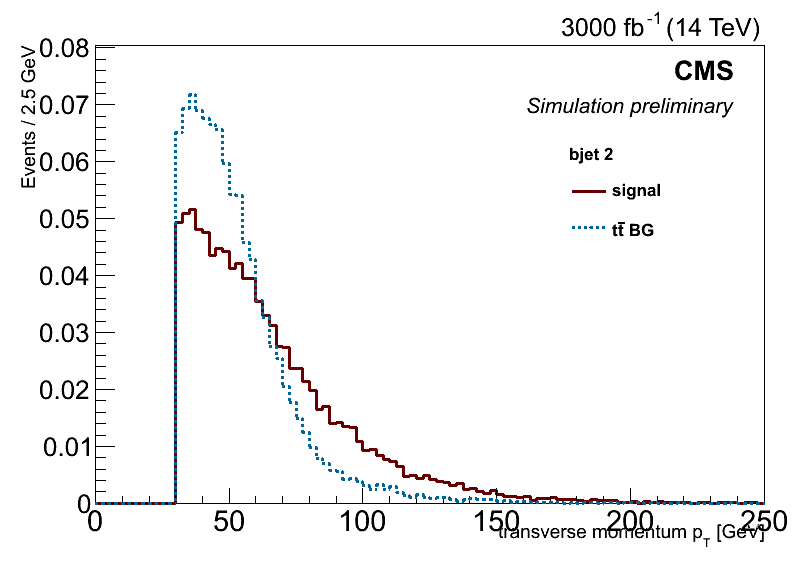 3000 fb⁻¹ (14 TeV)
CMS
Simulation preliminary
bjet 2
signal
tt̄ BG
Events / 2.5 GeV
0.08
0.07
0.06
0.05
0.04
0.03
0.02
0.01
0
0 50 100 150 200 250
transverse momentum p_T [GeV]